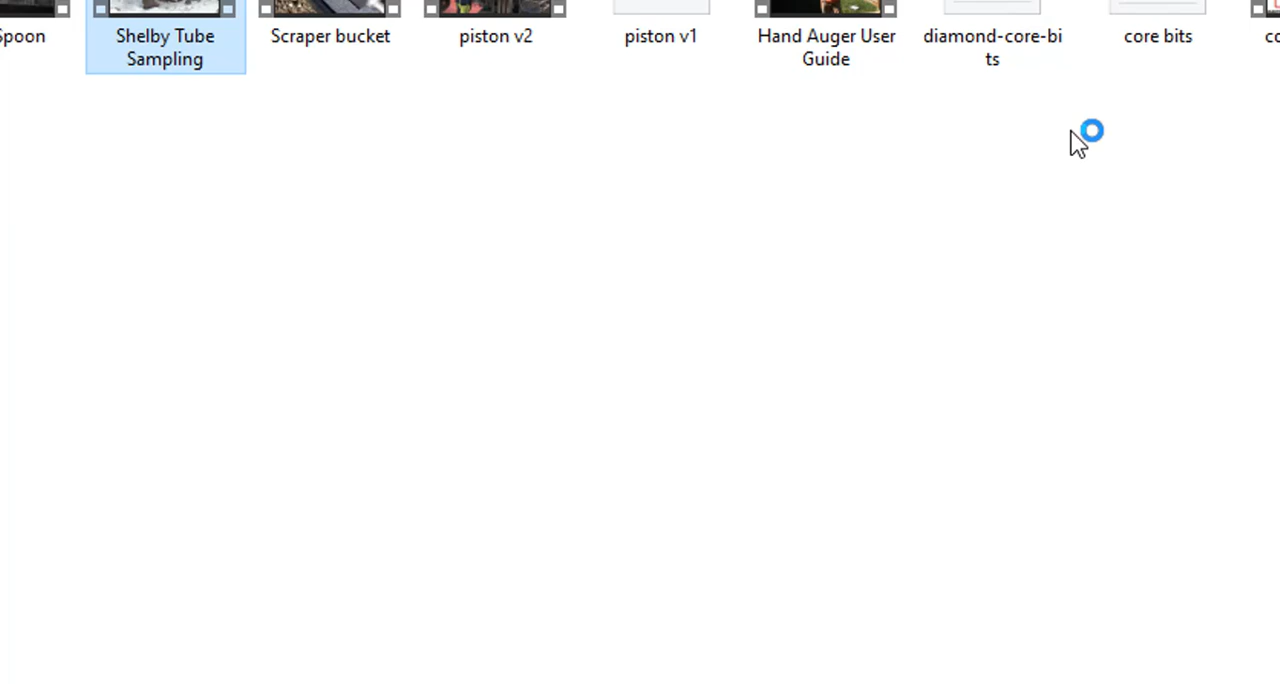 Spoon
Shelby Tube
Sampling
Scraper bucket
piston v2
piston v1
Hand Auger User
Guide
diamond-core-bi
ts
core bits
co